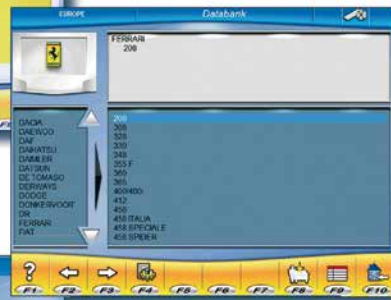 EUROPE
Databank
FERRARI
208
DACIA
DAEWOO
DAF
DAIHATSU
DAIMLER
DATSUN
DE TOMASO
DERWAYS
DODGE
DONKERVOORT
DR
FERRARI
FIAT
208
308
328
330
348
355 F
360
365
400/400i
412
456
458 ITALIA
458 SPECIALE
458 SPIDER
F1
F2
F3
F4
F5
F6
F7
F8
F9
F10